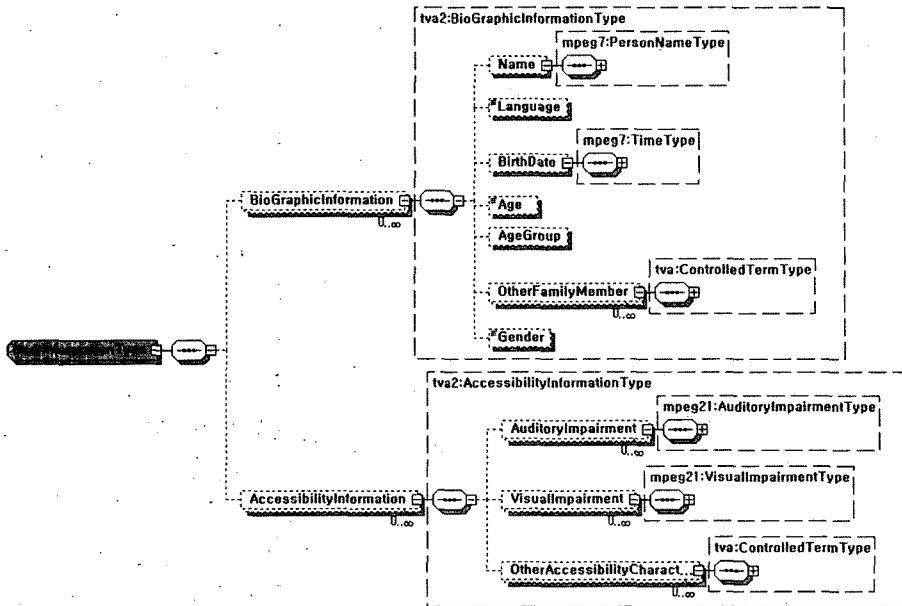 tva2:BioGraphicInformationType
mpeg7:PersonNameType
Name
Language
mpeg7:TimeType
BirthDate
BioGraphicInformation
0..∞
Age
AgeGroup
tva:ControlledTermType
OtherFamilyMember
0..∞
Gender
tva2:AccessibilityInformationType
mpeg21:AuditoryImpairmentType
AuditoryImpairment
0..∞
mpeg21:VisualImpairmentType
AccessibilityInformation
0..∞
VisualImpairment
0..∞
tva:ControlledTermType
OtherAccessibilityCharact...
0..∞